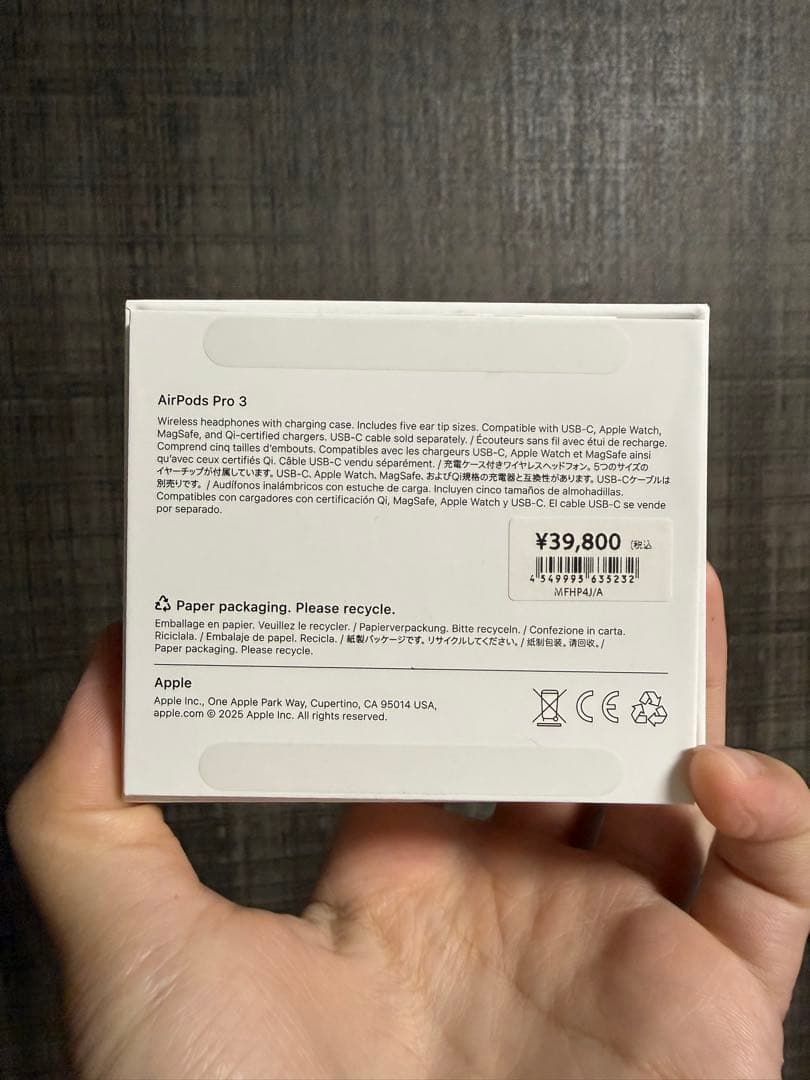 AirPods Pro 3
Wireless headphones with charging case. Includes five ear tip sizes. Compatible with USB-C, Apple Watch,
MagSafe, and Qi-certified chargers. USB-C cable sold separately. / Écouteurs sans fil avec étui de recharge.
Comprend cinq tailles d'embouts. Compatibles avec les chargeurs USB-C, Apple Watch et MagSafe ainsi
qu'avec ceux certifiés Qi. Câble USB-C vendu séparément. / 充電ケース付きワイヤレスヘッドフォン。5つのサイズの
イヤーチップが付属しています。USB-C、Apple Watch、MagSafe、およびQi規格の充電器と互換性があります。USB-Cケーブルは
別売りです。 / Audífonos inalámbricos con estuche de carga. Incluyen cinco tamaños de almohadillas.
Compatibles con cargadores con certificación Qi, MagSafe, Apple Watch y USB-C. El cable USB-C se vende
por separado.
¥39,800 (税込
4 549995 635232
MFHP4J/A
Paper packaging. Please recycle.
Emballage en papier. Veuillez le recycler. / Papierverpackung. Bitte recyceln. / Confezione in carta.
Riciclala. / Embalaje de papel. Recicla. / 紙製パッケージです。リサイクルしてください。 / 纸制包装。请回收。 /
Paper packaging. Please recycle.
Apple
Apple Inc., One Apple Park Way, Cupertino, CA 95014 USA,
apple.com © 2025 Apple Inc. All rights reserved.
CE